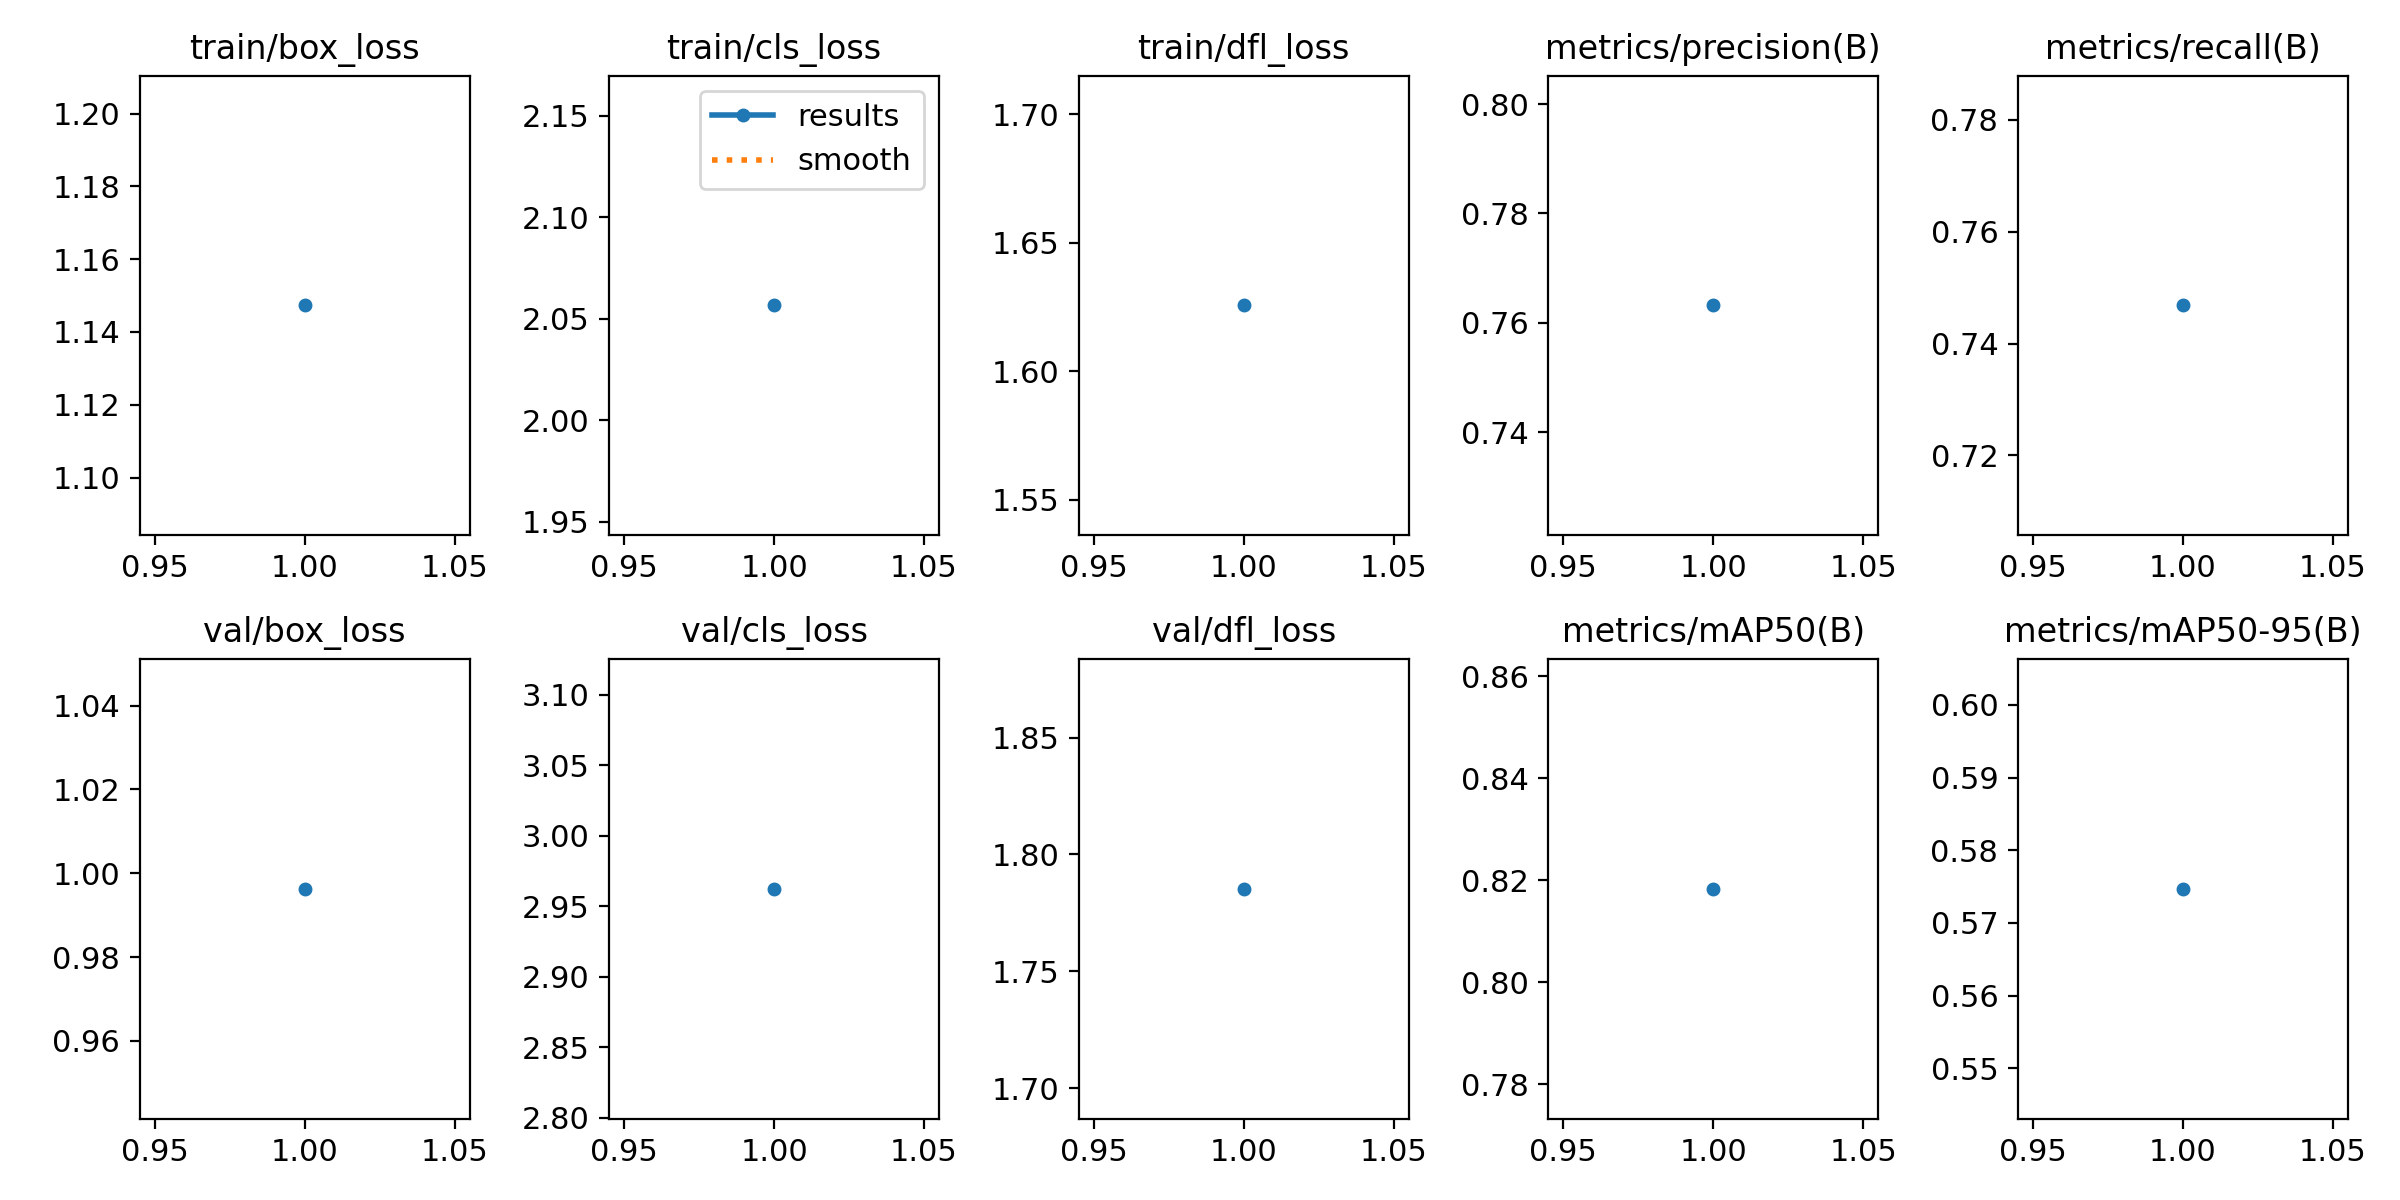 train/box_loss
1.20
1.18
1.16
1.14
1.12
1.10
0.95 1.00 1.05
train/cls_loss
results
smooth
2.15
2.10
2.05
2.00
1.95
0.95 1.00 1.05
train/dfl_loss
1.70
1.65
1.60
1.55
0.95 1.00 1.05
metrics/precision(B)
0.80
0.78
0.76
0.74
0.95 1.00 1.05
metrics/recall(B)
0.78
0.76
0.74
0.72
0.95 1.00 1.05
val/box_loss
1.04
1.02
1.00
0.98
0.96
0.95 1.00 1.05
val/cls_loss
3.10
3.05
3.00
2.95
2.90
2.85
2.80
0.95 1.00 1.05
val/dfl_loss
1.85
1.80
1.75
1.70
0.95 1.00 1.05
metrics/mAP50(B)
0.86
0.84
0.82
0.80
0.78
0.95 1.00 1.05
metrics/mAP50-95(B)
0.60
0.59
0.58
0.57
0.56
0.55
0.95 1.00 1.05